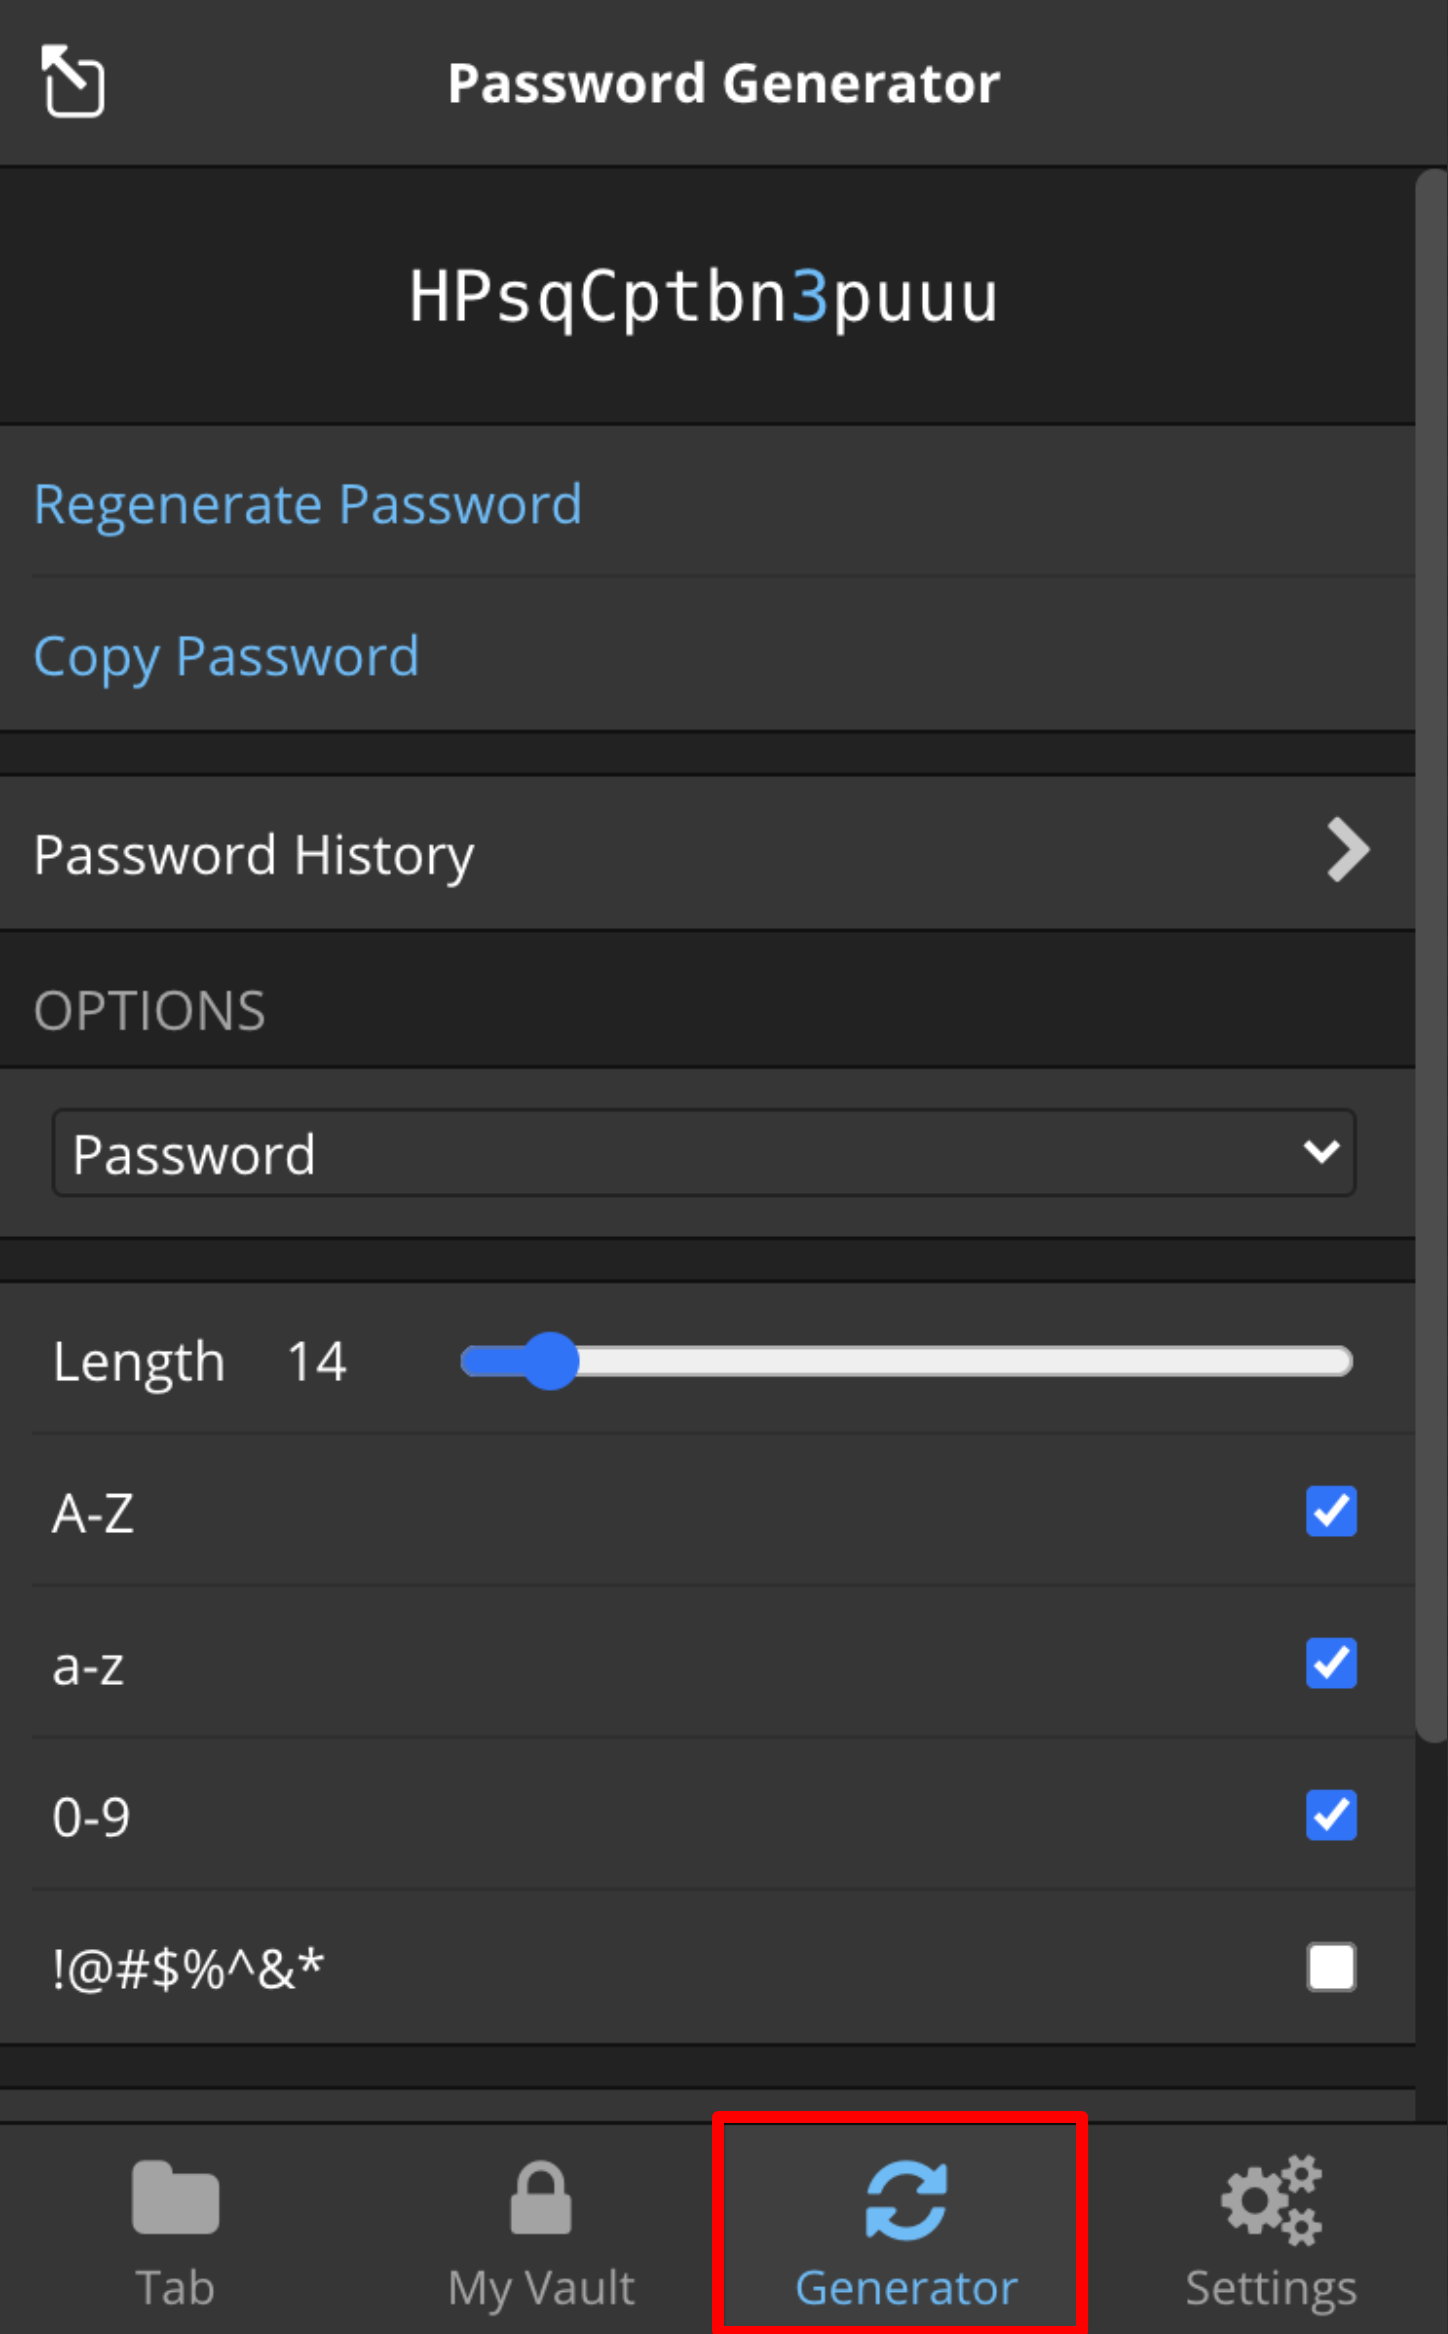 Password Generator
HPsqCptbn3puuu
Regenerate Password
Copy Password
Password History
OPTIONS
Password
Length 14
A-Z
a-z
0-9
!@#$%^&*
Tab My Vault Generator Settings